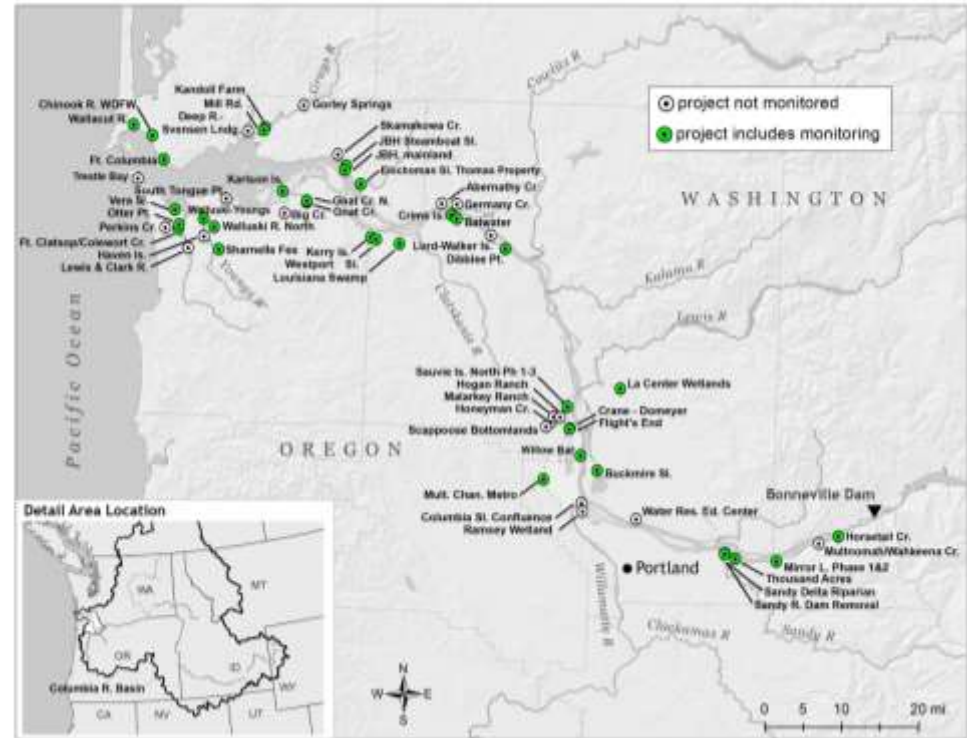 Grays R
Cowlitz R
Kandoll Farm
Mill Rd.
Gorley Springs
Chinook R. WDFW
Wallacut R.
Deep R.-
Svensen Lndg.
Skamakowa Cr.
JBH Steamboat Sl.
JBH, mainland
Ft. Columbia
Elochoman Sl. Thomas Property
Trestle Bay
South Tongue Pt.
Karlson Is.
Abernathy Cr.
Germany Cr.
Vera Sl.
Otter Pt.
Perkins Cr.
Walluski-Youngs
Gnat Cr. N.
Gnat Cr.
Big Cr.
Crims Is.
Batwater
Walluski R. North
Ft. Clatsop/Colewort Cr.
Haven Is.
Lewis & Clark R.
Sharnelle Fee
Kerry Is.
Westport Sl.
Louisiana Swamp
Lord-Walker Is.
Dibblee Pt.
Youngs R
Clatskanie R
Kalama R
Lewis R
project not monitored
project includes monitoring
WASHINGTON
Pacific Ocean
OREGON
Sauvie Is. North Ph 1-3
Hogan Ranch
Malarkey Ranch
Honeyman Cr.
Scappoose Bottomlands
La Center Wetlands
Crane - Domeyer
Flight's End
Willow Bar
Buckmire Sl.
Mult. Chan. Metro
Columbia Sl. Confluence
Ramsey Wetland
Water Res. Ed. Center
Bonneville Dam
Horsetail Cr.
Multnomah/Wahkeena Cr.
Mirror L. Phase 1&2
Thousand Acres
Sandy Delta Riparian
Sandy R. Dam Removal
Portland
Willamette R
Clackamas R
Sandy R
Detail Area Location
WA
MT
OR
ID
WY
Columbia R. Basin
CA
NV
UT
N
W
E
S
0 5 10 20 mi